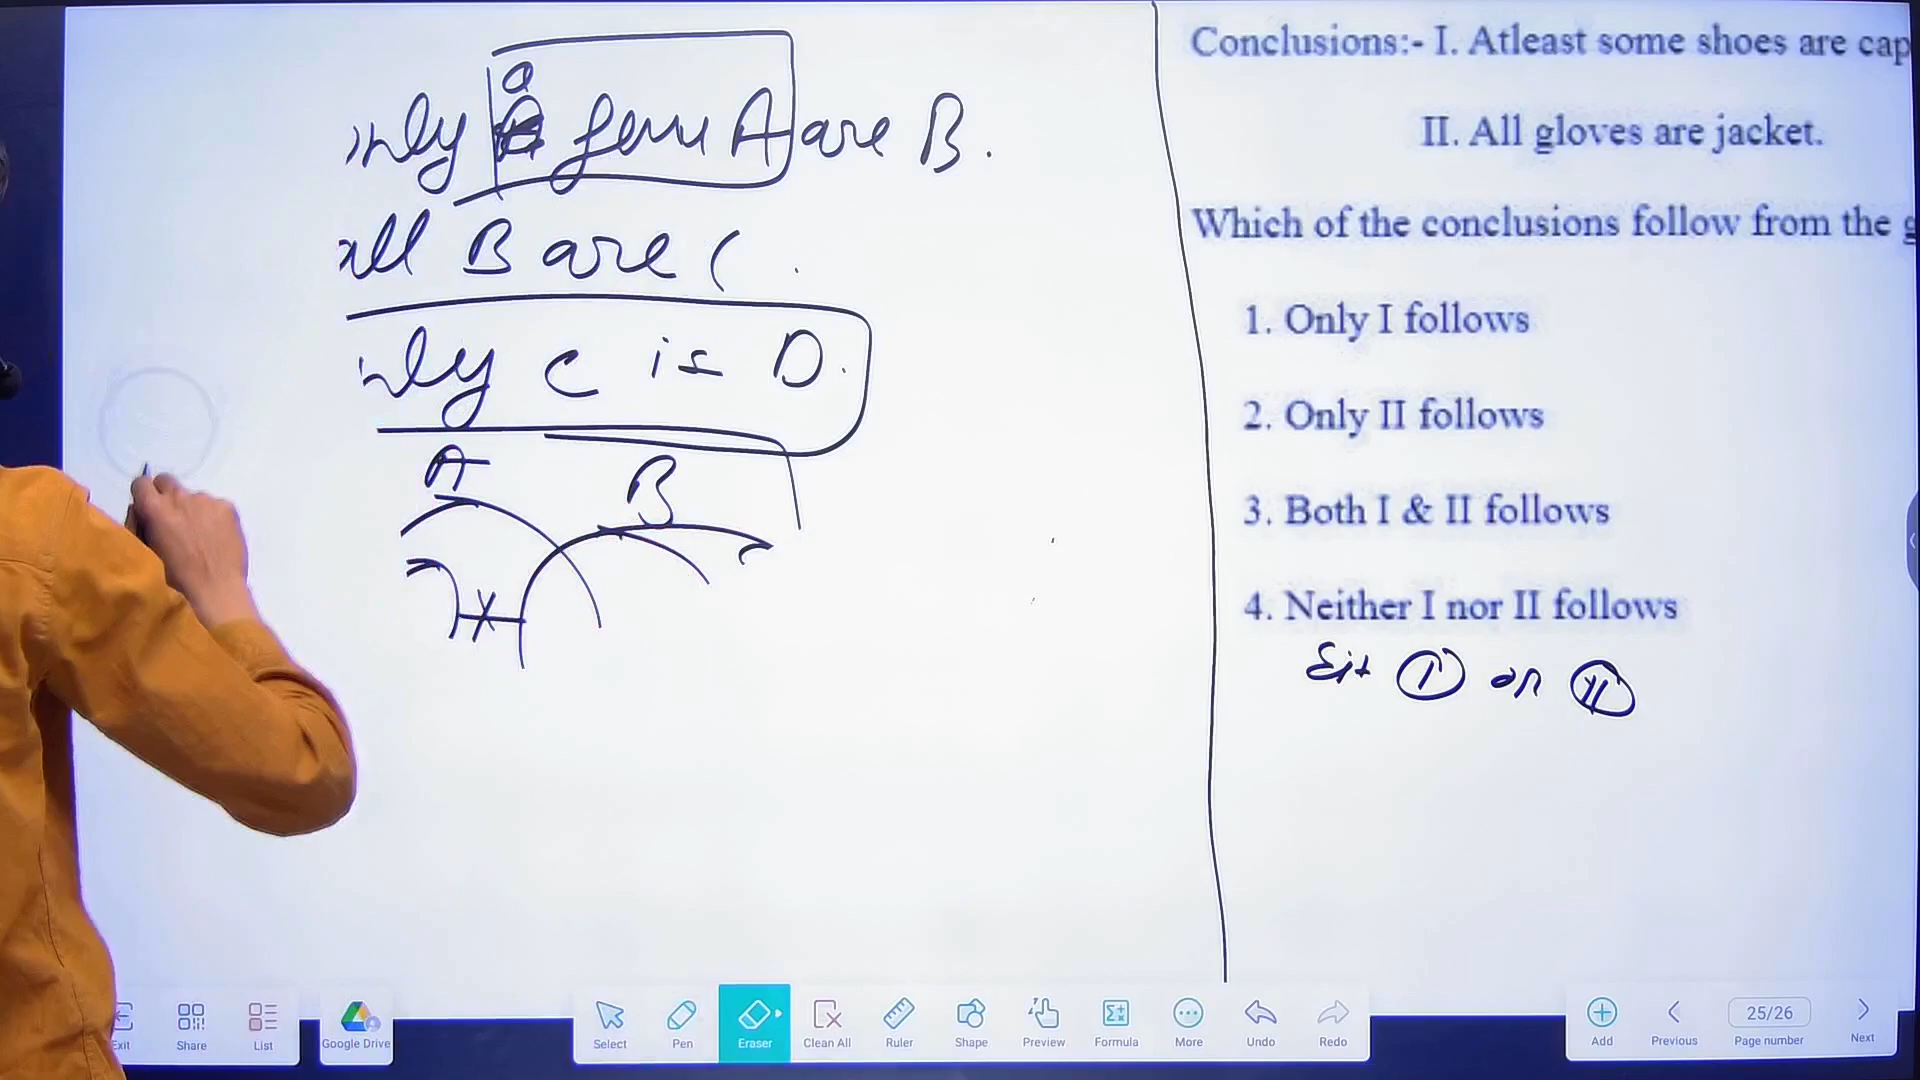 nly a few A are B.
all B are C.
nly C is D.
A B
C
Conclusions:- I. Atleast some shoes are cap
II. All gloves are jacket.
Which of the conclusions follow from the g
1. Only I follows
2. Only II follows
3. Both I & II follows
4. Neither I nor II follows
Eit I or II
Exit Share List Google Drive Select Pen Eraser Clean All Ruler Shape Preview Formula More Undo Redo Add Previous 25/26 Page number Next